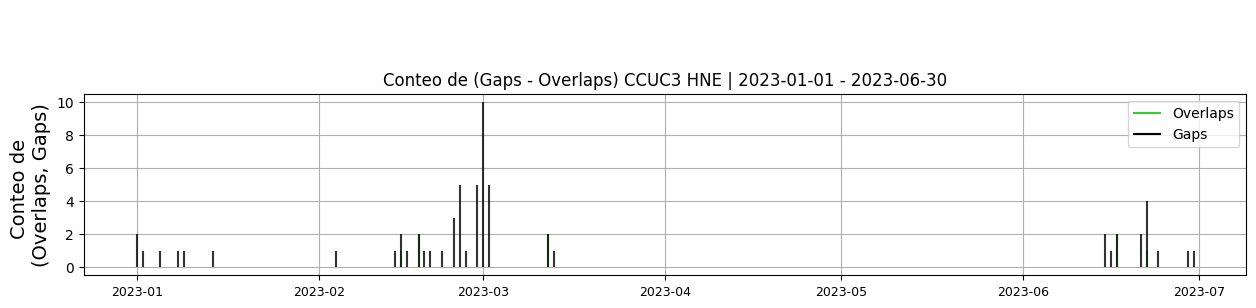 Conteo de (Gaps - Overlaps) CCUC3 HNE | 2023-01-01 - 2023-06-30
Conteo de
(Overlaps, Gaps)
10
8
6
4
2
0
Overlaps
Gaps
2023-01
2023-02
2023-03
2023-04
2023-05
2023-06
2023-07